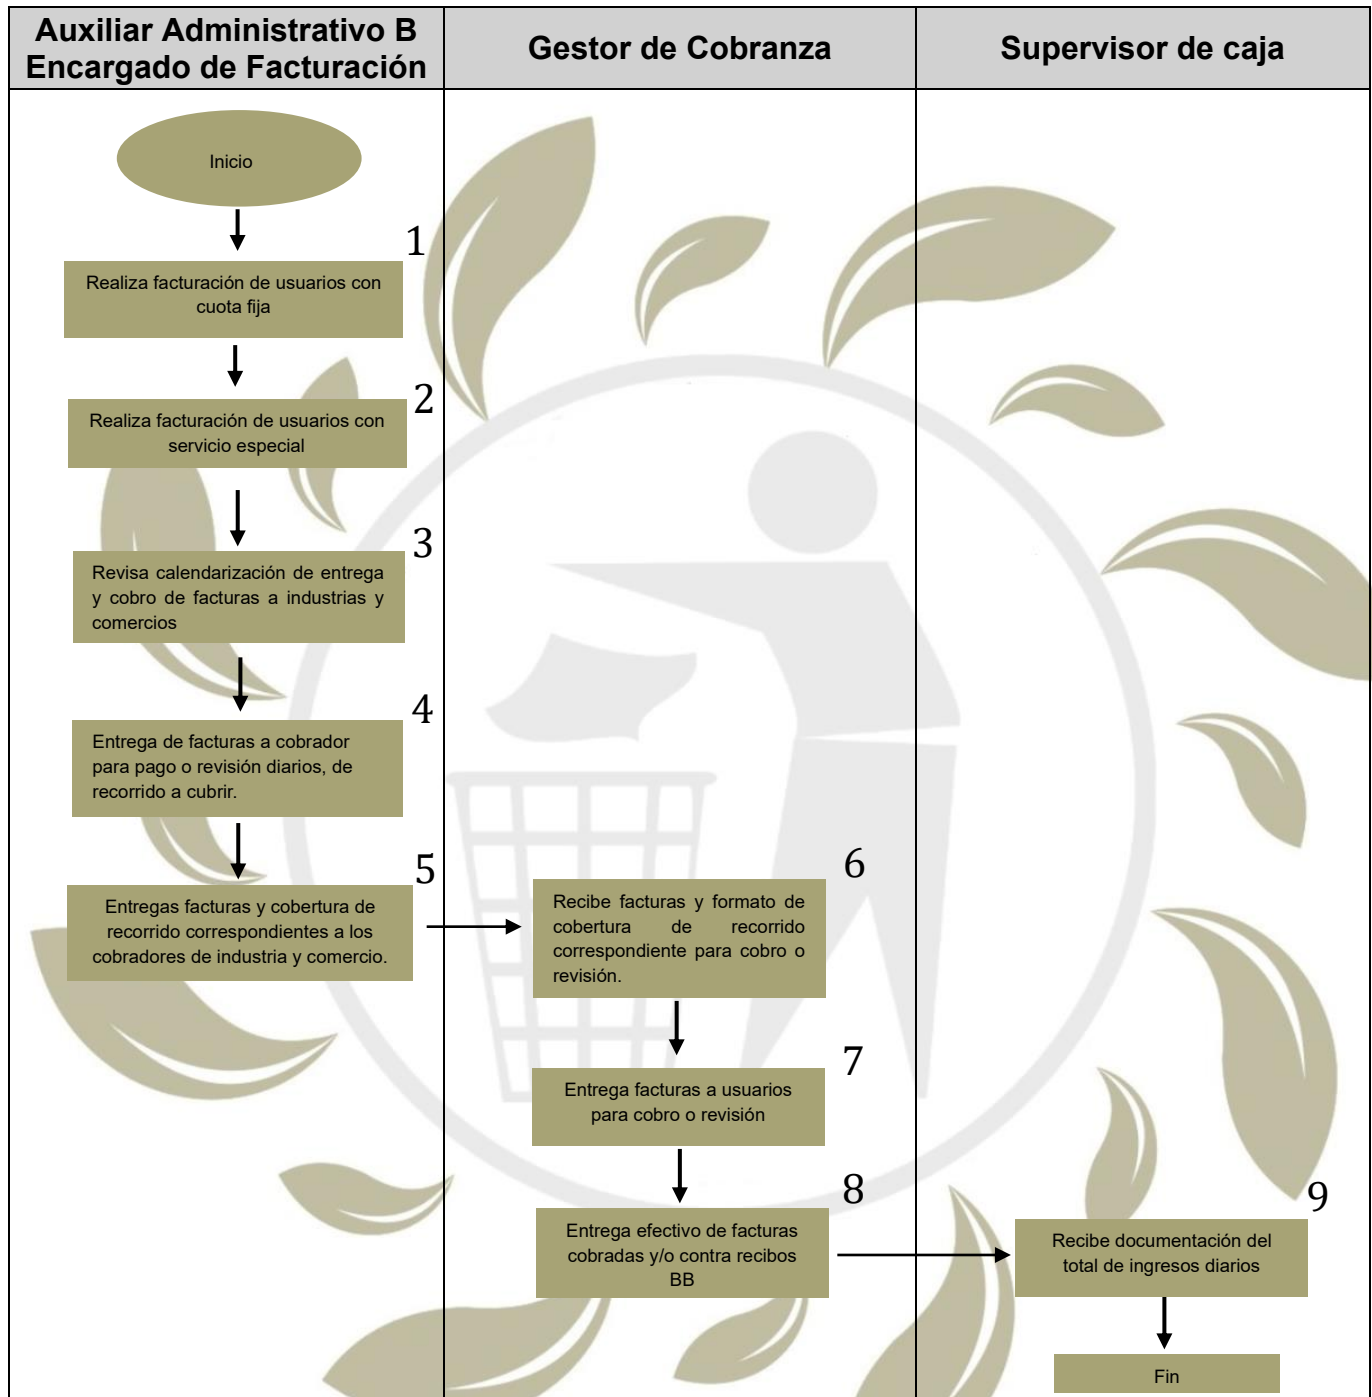 Auxiliar Administrativo B
Encargado de Facturación
Gestor de Cobranza
Supervisor de caja
Inicio
1
Realiza facturación de usuarios con
cuota fija
2
Realiza facturación de usuarios con
servicio especial
3
Revisa calendarización de entrega
y cobro de facturas a industrias y
comercios
4
Entrega de facturas a cobrador
para pago o revisión diarios, de
recorrido a cubrir.
5
Entregas facturas y cobertura de
recorrido correspondientes a los
cobradores de industria y comercio.
6
Recibe facturas y formato de
cobertura de recorrido
correspondiente para cobro o
revisión.
7
Entrega facturas a usuarios
para cobro o revisión
8
Entrega efectivo de facturas
cobradas y/o contra recibos
BB
9
Recibe documentación del
total de ingresos diarios
Fin